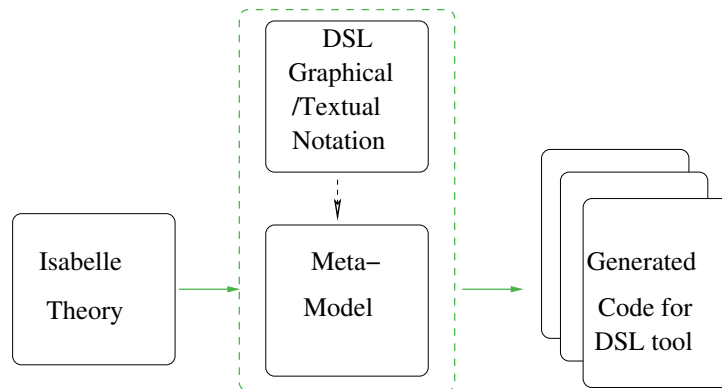 DSL
Graphical
/Textual
Notation
Isabelle
Theory
Meta−
Model
Generated
Code for
DSL tool